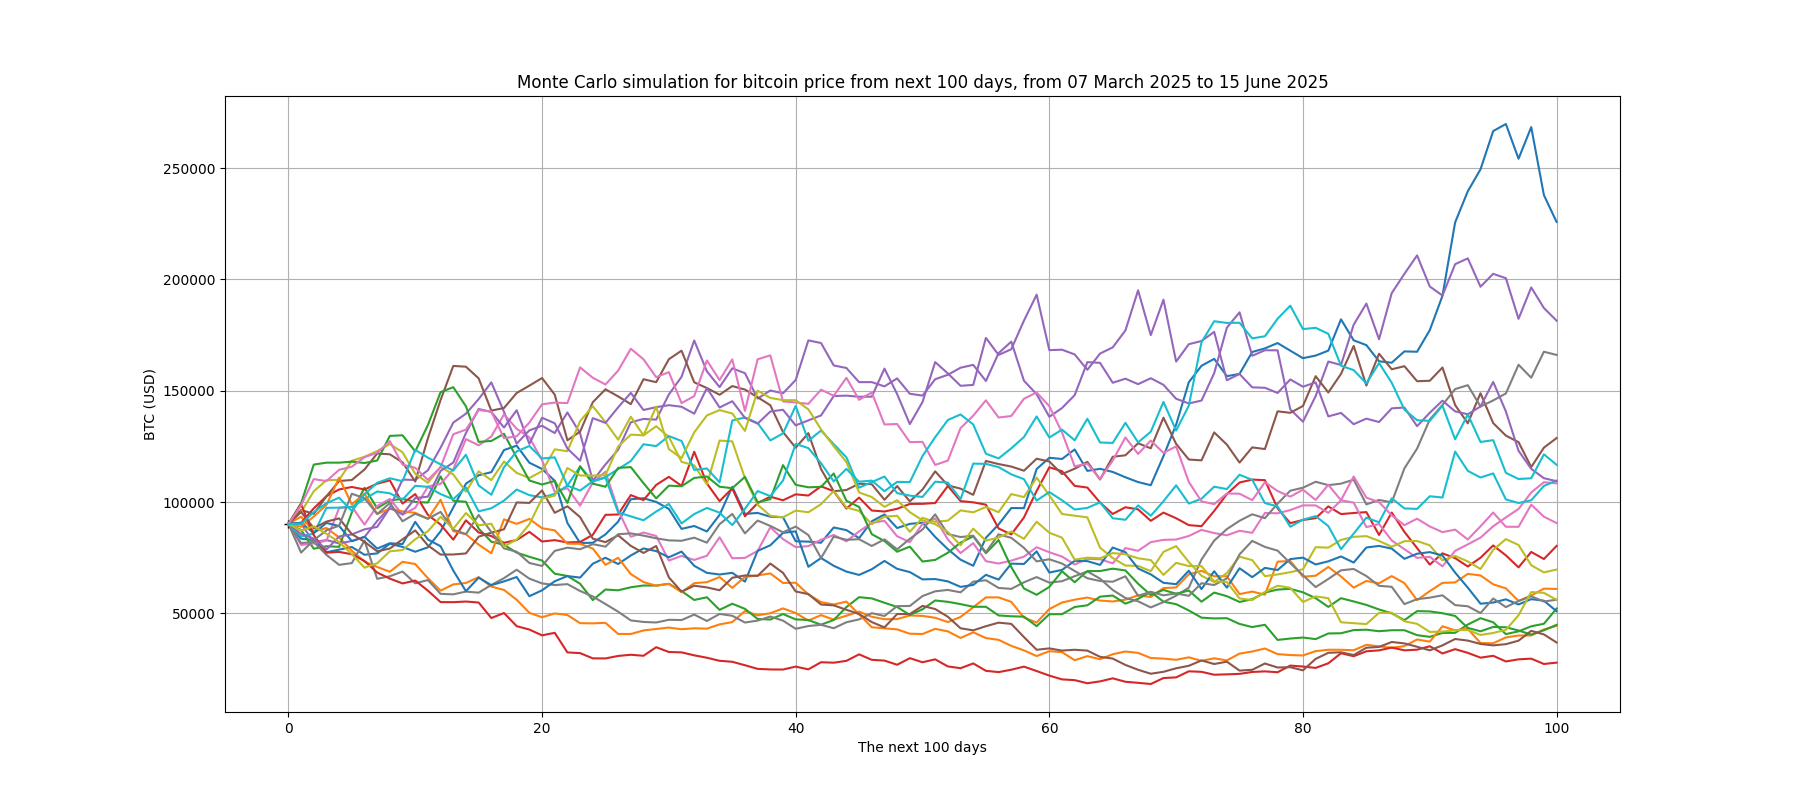 Monte Carlo simulation for bitcoin price from next 100 days, from 07 March 2025 to 15 June 2025
250000
200000
150000
100000
50000
BTC (USD)
0 20 40 60 80 100
The next 100 days